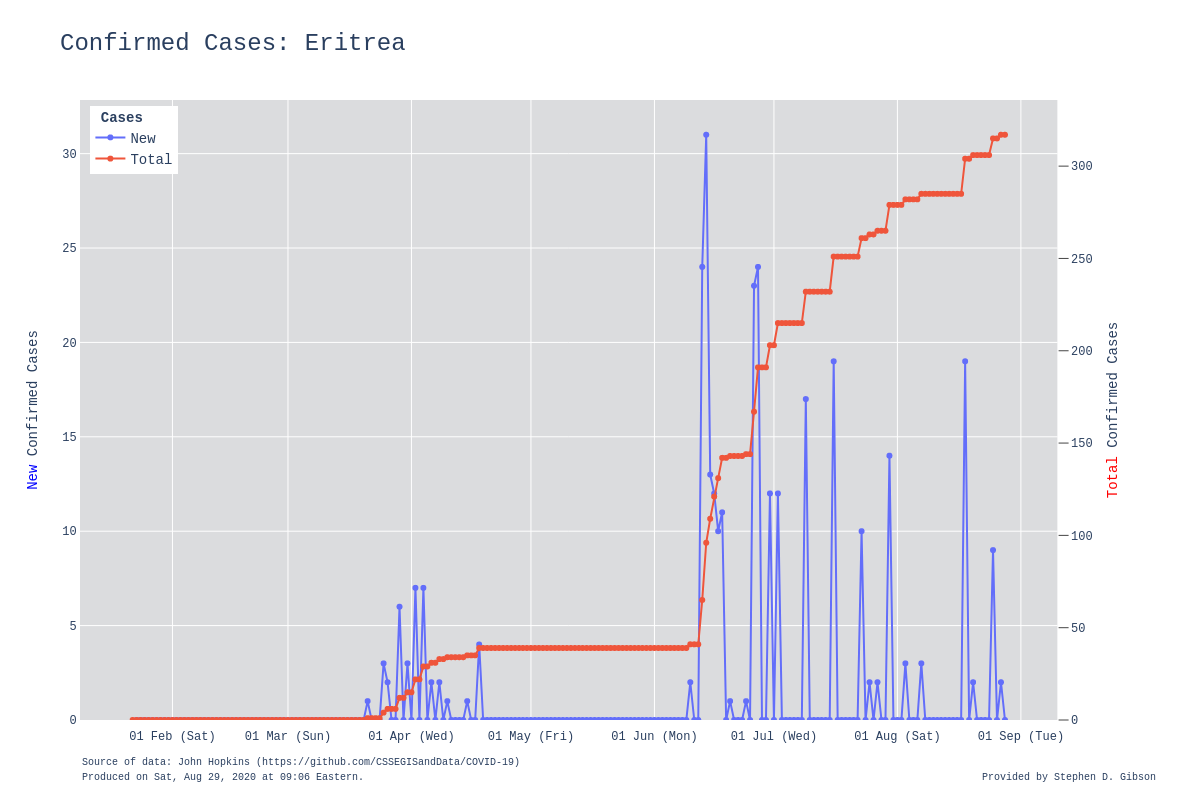 Confirmed Cases: Eritrea
Cases
New
Total
30
25
20
15
10
5
0
New Confirmed Cases
300
250
200
150
100
50
0
Total Confirmed Cases
01 Feb (Sat) 01 Mar (Sun) 01 Apr (Wed) 01 May (Fri) 01 Jun (Mon) 01 Jul (Wed) 01 Aug (Sat) 01 Sep (Tue)
Source of data: John Hopkins (https://github.com/CSSEGISandData/COVID-19)
Produced on Sat, Aug 29, 2020 at 09:06 Eastern.
Provided by Stephen D. Gibson